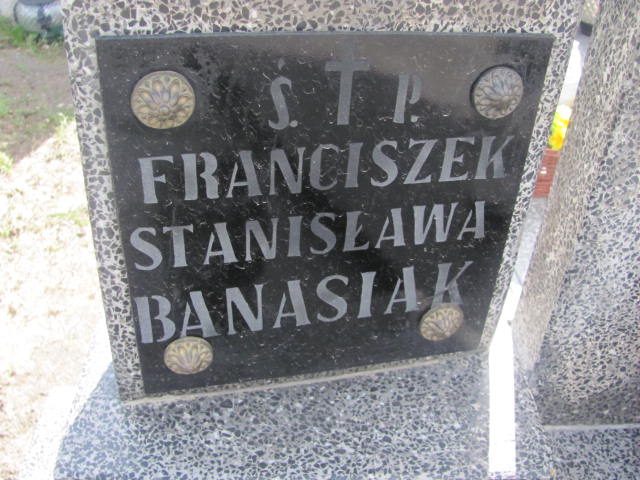 Ś. P.
FRANCISZEK
STANISŁAWA
BANASIAK